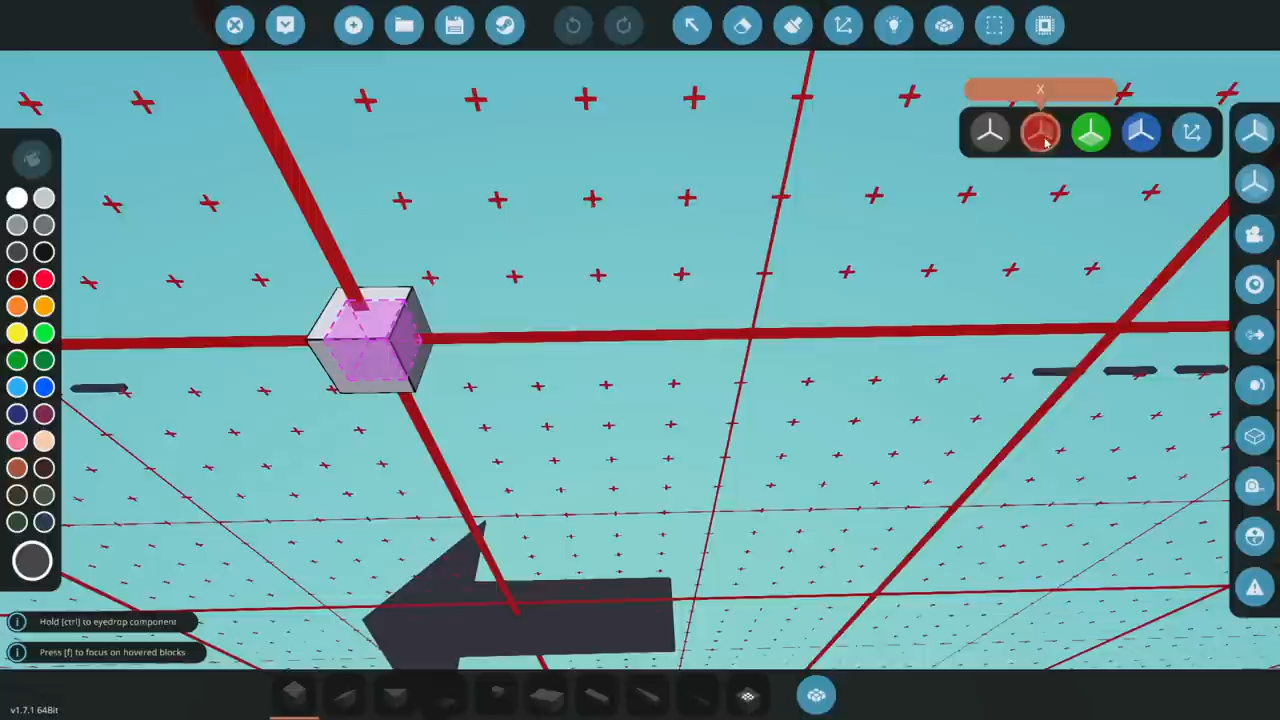 X
Hold [ctrl] to eyedrop component
Press [f] to focus on hovered blocks
v1.7.1 64Bit